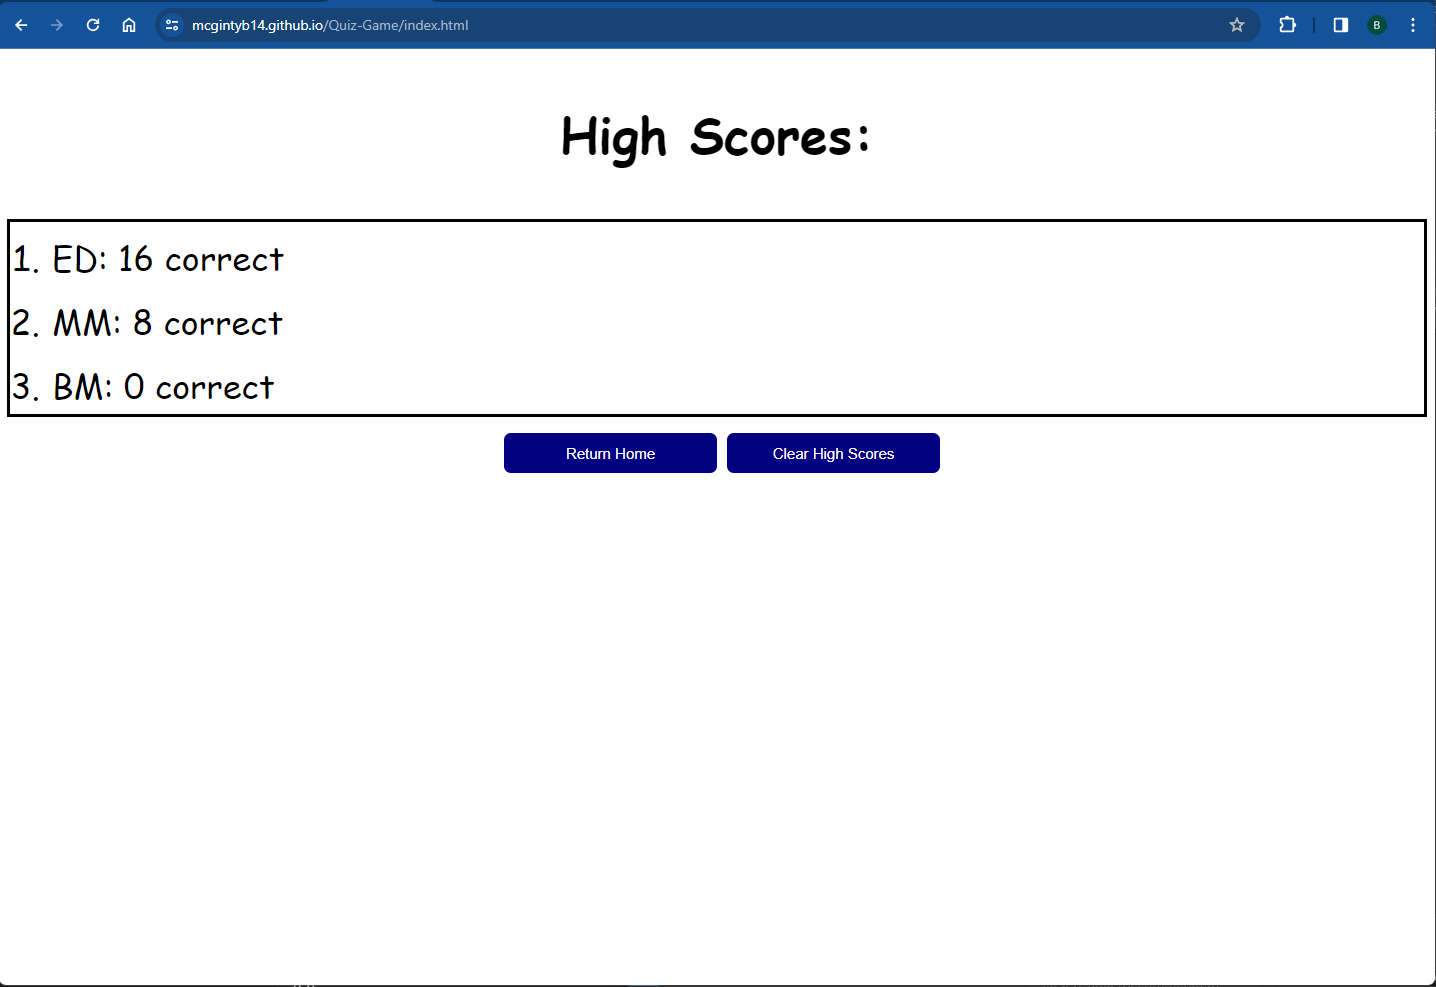 mcgintyb14.github.io/Quiz-Game/index.html
B
High Scores:
1. ED: 16 correct
2. MM: 8 correct
3. BM: 0 correct
Return Home
Clear High Scores